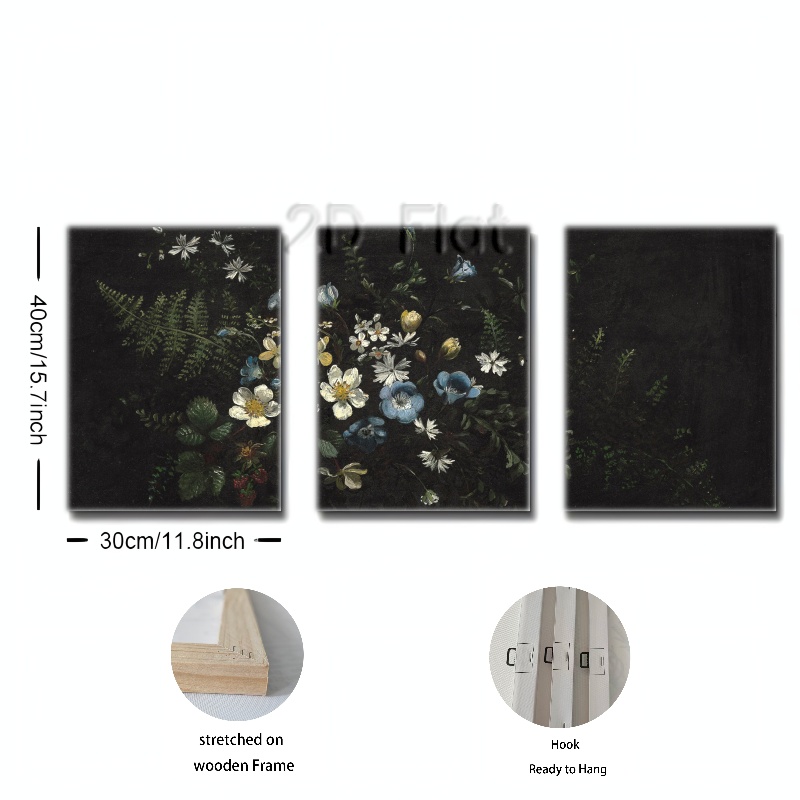 2D Flat
40cm/15.7inch
30cm/11.8inch
stretched on
wooden Frame
Hook
Ready to Hang